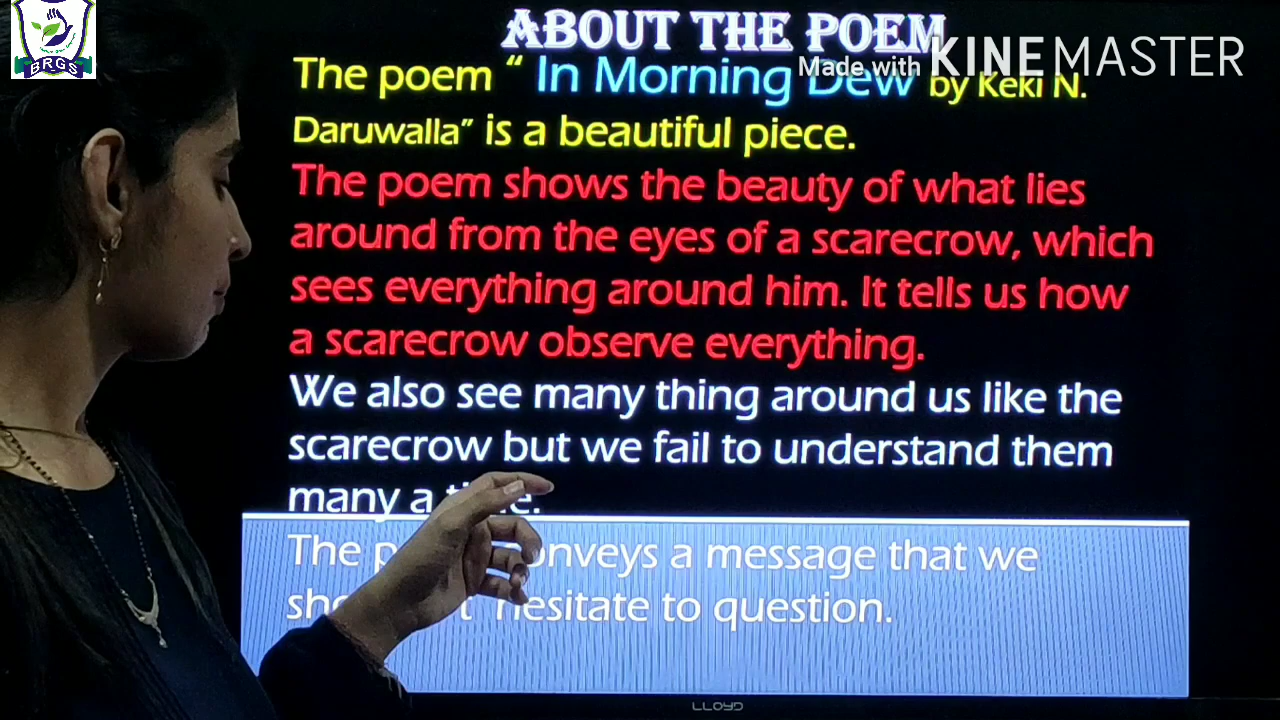 ABOUT THE POEM
Made with KINEMASTER
The poem “ In Morning Dew by Keki N.
Daruwalla” is a beautiful piece.
The poem shows the beauty of what lies
around from the eyes of a scarecrow, which
sees everything around him. It tells us how
a scarecrow observe everything.
We also see many thing around us like the
scarecrow but we fail to understand them
many a
The conveys a message that we
hesitate to question.
BRGS
LLOYD